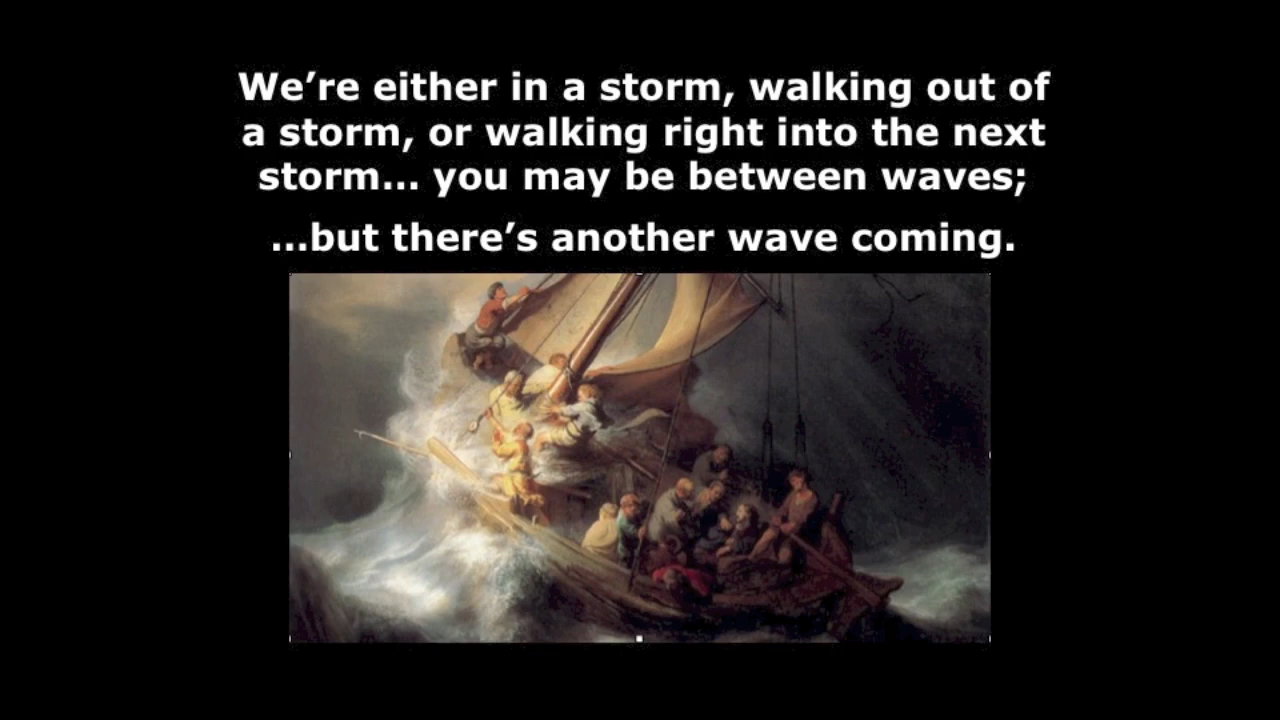 We’re either in a storm, walking out of
a storm, or walking right into the next
storm… you may be between waves;
…but there’s another wave coming.